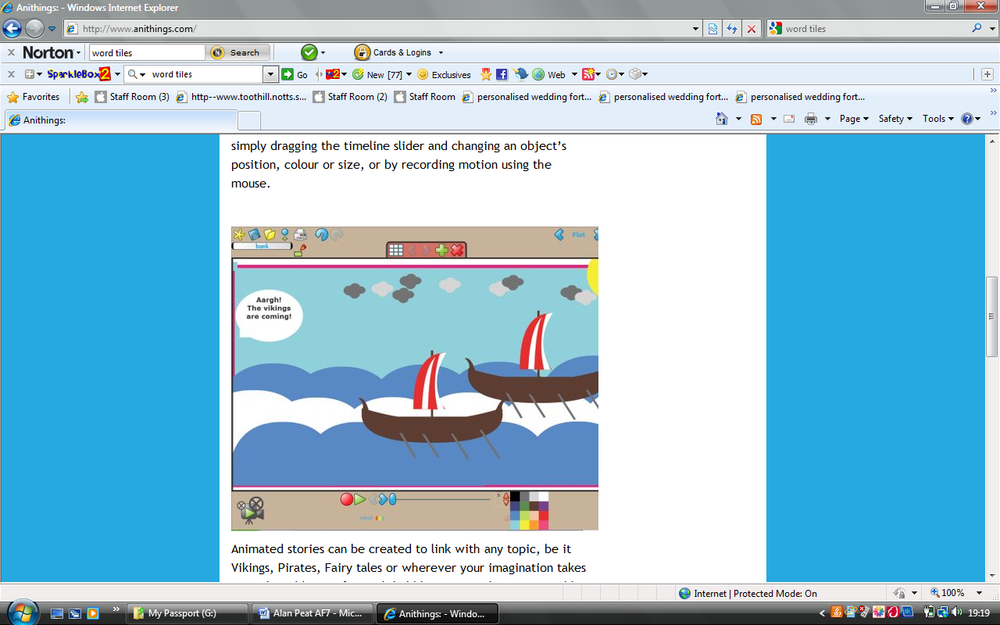 Anithings: - Windows Internet Explorer
http://www.anithings.com/
word tiles
Norton
word tiles
Search
Cards & Logins
SparkleBox2
word tiles
Go
New [77]
Exclusives
Web
Favorites
Staff Room (3)
http--www.toothill.notts.s...
Staff Room (2)
Staff Room
personalised wedding fort...
personalised wedding fort...
personalised wedding fort...
Anithings:
Page
Safety
Tools
simply dragging the timeline slider and changing an object's
position, colour or size, or by recording motion using the
mouse.
bank
Flat
Aargh!
The vikings
are coming!
colour
Animated stories can be created to link with any topic, be it
Vikings, Pirates, Fairy tales or wherever your imagination takes
Internet | Protected Mode: On
100%
My Passport (G:)
Alan Peat AF7 - Mic...
Anithings: - Windo...
19:19